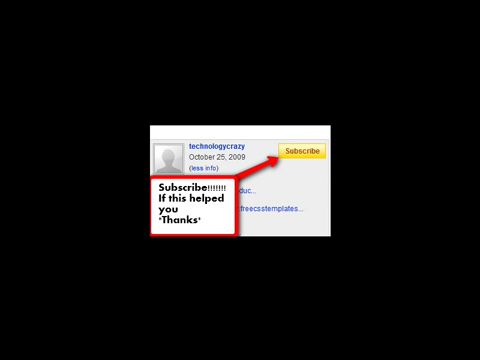 technologycrazy
October 25, 2009
Subscribe
(less info)
Subscribe!!!!!!!
If this helped
you
*Thanks*
duc...
freecsstemplates...